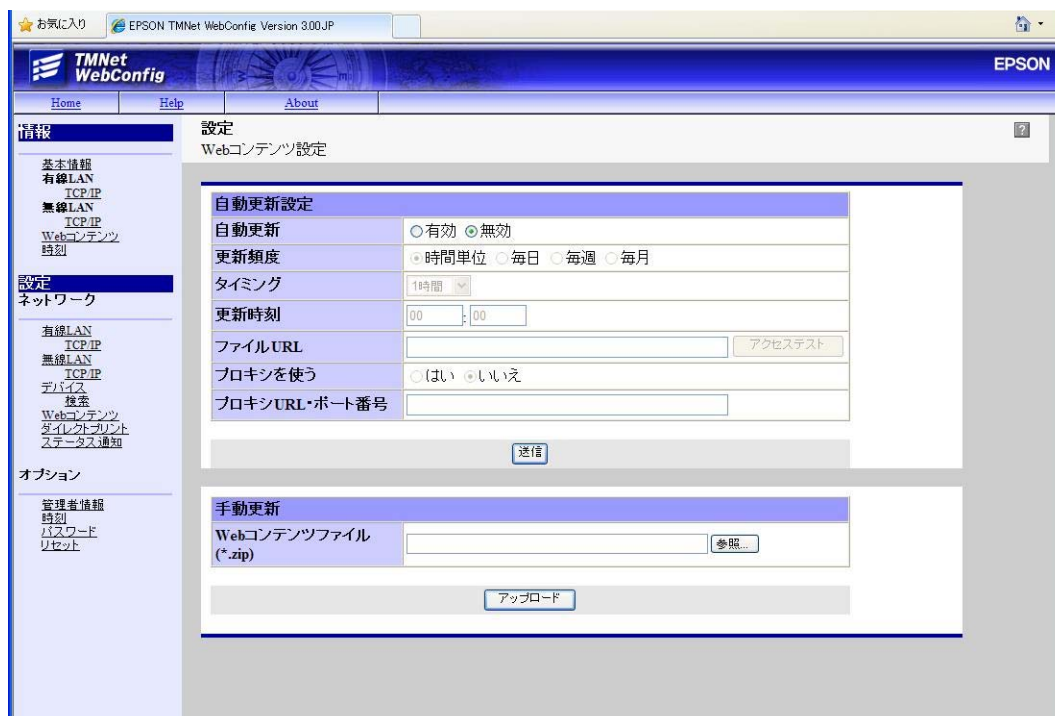 お気に入り
EPSON TMNet WebConfig Version 3.00JP
TMNet
WebConfig
EPSON
Home
Help
About
情報
基本情報
有線LAN
TCP/IP
無線LAN
TCP/IP
Webコンテンツ
時刻
設定
ネットワーク
有線LAN
TCP/IP
無線LAN
TCP/IP
デバイス
検索
Webコンテンツ
ダイレクトプリント
ステータス通知
オプション
管理者情報
時刻
パスワード
リセット
設定
Webコンテンツ設定
?
自動更新設定
自動更新 有効 無効
更新頻度 時間単位 毎日 毎週 毎月
タイミング 1時間
更新時刻 00 : 00
ファイルURL アクセステスト
プロキシを使う はい いいえ
プロキシURL・ポート番号
送信
手動更新
Webコンテンツファイル
(*.zip)
参照...
アップロード